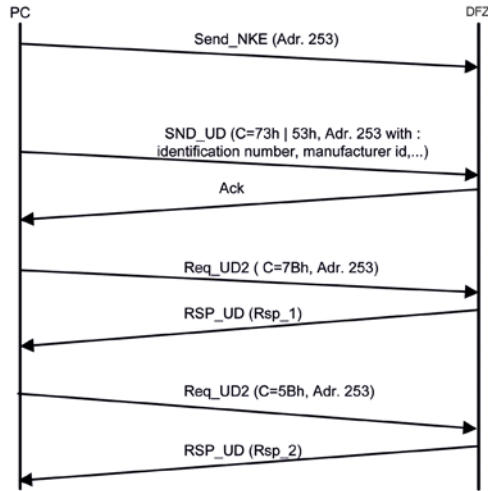 PC
DFZ
Send_NKE (Adr. 253)
SND_UD (C=73h | 53h, Adr. 253 with :
identification number, manufacturer id,...)
Ack
Req_UD2 ( C=7Bh, Adr. 253)
RSP_UD (Rsp_1)
Req_UD2 (C=5Bh, Adr. 253)
RSP_UD (Rsp_2)